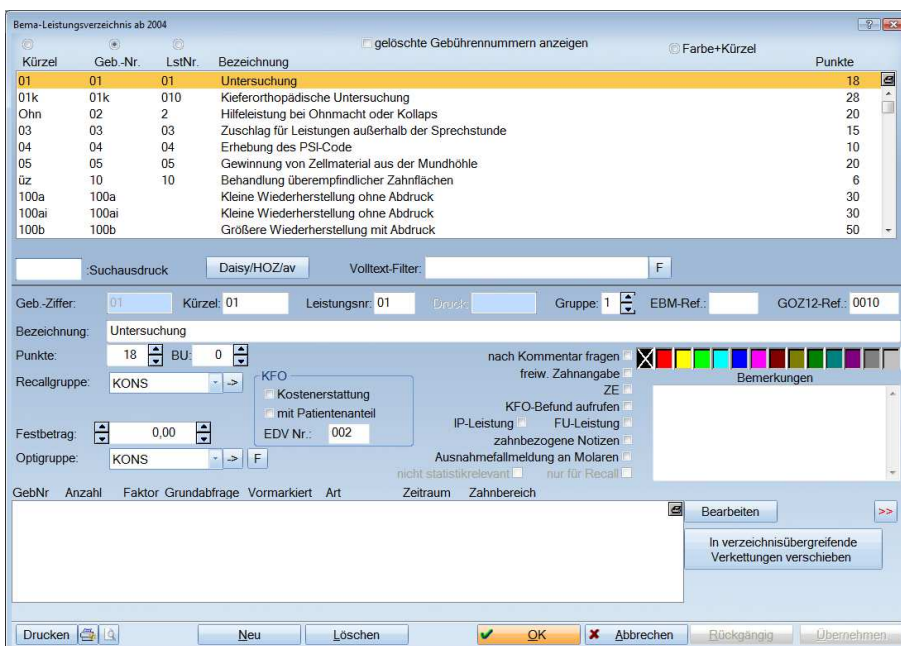 Bema-Leistungsverzeichnis ab 2004
gelöschte Gebührennummern anzeigen Farbe+Kürzel
Kürzel Geb.-Nr. LstNr. Bezeichnung Punkte
01 01 01 Untersuchung 18
01k 01k 010 Kieferorthopädische Untersuchung 28
Ohn 02 2 Hilfeleistung bei Ohnmacht oder Kollaps 20
03 03 03 Zuschlag für Leistungen außerhalb der Sprechstunde 15
04 04 04 Erhebung des PSI-Code 10
05 05 05 Gewinnung von Zellmaterial aus der Mundhöhle 20
üz 10 10 Behandlung überempfindlicher Zahnflächen 6
100a 100a Kleine Wiederherstellung ohne Abdruck 30
100ai 100ai Kleine Wiederherstellung ohne Abdruck 30
100b 100b Größere Wiederherstellung mit Abdruck 50
:Suchausdruck Daisy/HOZ/av Volltext-Filter: F
Geb.-Ziffer: 01 Kürzel: 01 Leistungsnr: 01 Druck: Gruppe: 1 EBM-Ref.: GOZ12-Ref.: 0010
Bezeichnung: Untersuchung
Punkte: 18 BU: 0 nach Kommentar fragen
freiw. Zahnangabe Bemerkungen
Recallgruppe: KONS -> KFO ZE
Kostenerstattung KFO-Befund aufrufen
mit Patientenanteil IP-Leistung FU-Leistung
Festbetrag: 0,00 EDV Nr.: 002 zahnbezogene Notizen
Optigruppe: KONS -> F Ausnahmefallmeldung an Molaren
nicht statistikrelevant nur für Recall
GebNr Anzahl Faktor Grundabfrage Vormarkiert Art Zeitraum Zahnbereich
Bearbeiten >>
In verzeichnisübergreifende
Verkettungen verschieben
Drucken Neu Löschen OK Abbrechen Rückgängig Übernehmen